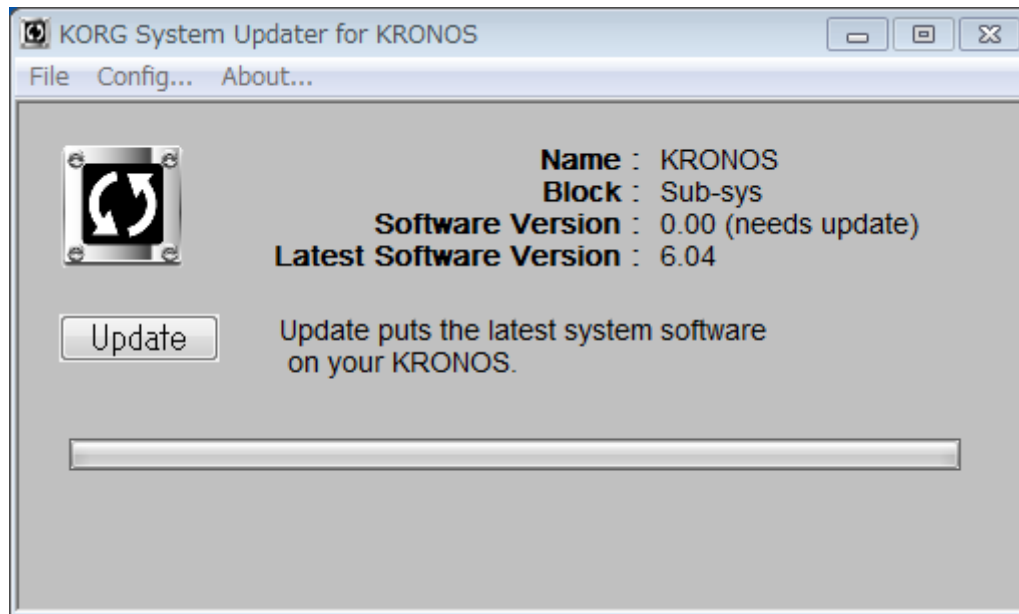 KORG System Updater for KRONOS
File Config... About...
Name : KRONOS
Block : Sub-sys
Software Version : 0.00 (needs update)
Latest Software Version : 6.04
Update
Update puts the latest system software
on your KRONOS.